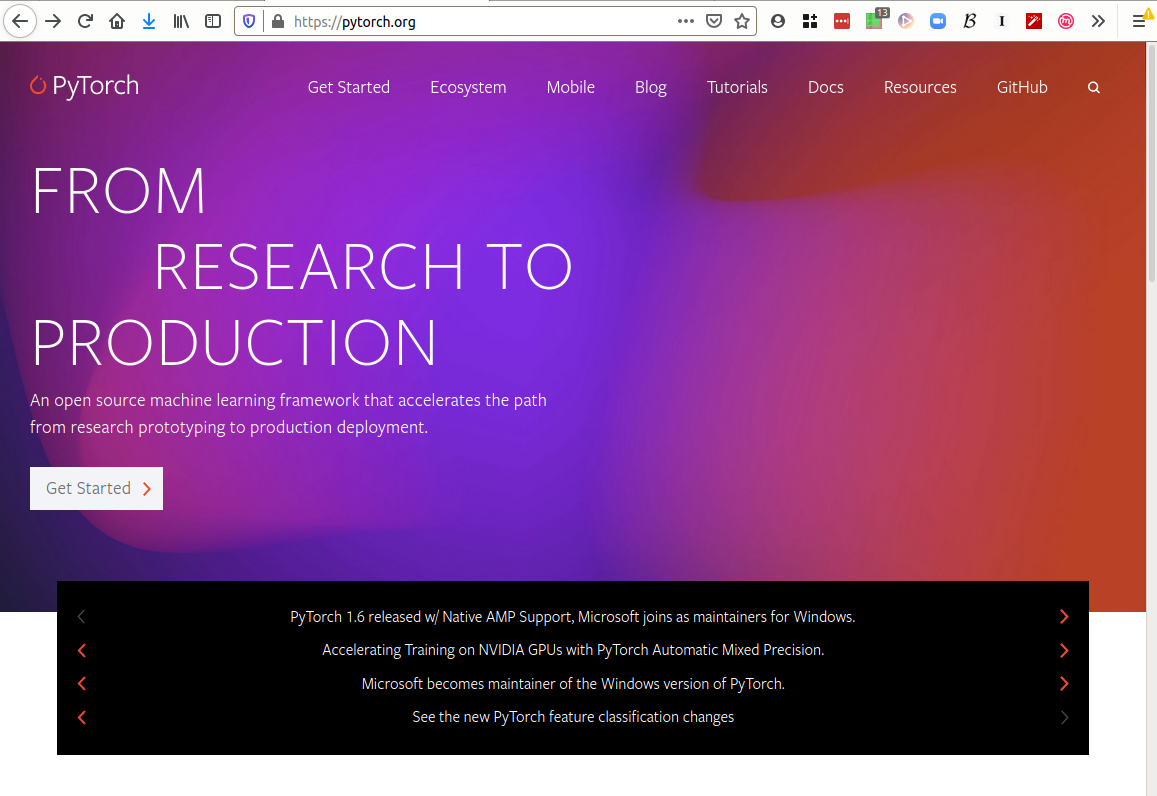 https://pytorch.org
13
PyTorch
Get Started
Ecosystem
Mobile
Blog
Tutorials
Docs
Resources
GitHub
FROM
RESEARCH TO
PRODUCTION
An open source machine learning framework that accelerates the path
from research prototyping to production deployment.
Get Started
PyTorch 1.6 released w/ Native AMP Support, Microsoft joins as maintainers for Windows.
Accelerating Training on NVIDIA GPUs with PyTorch Automatic Mixed Precision.
Microsoft becomes maintainer of the Windows version of PyTorch.
See the new PyTorch feature classification changes